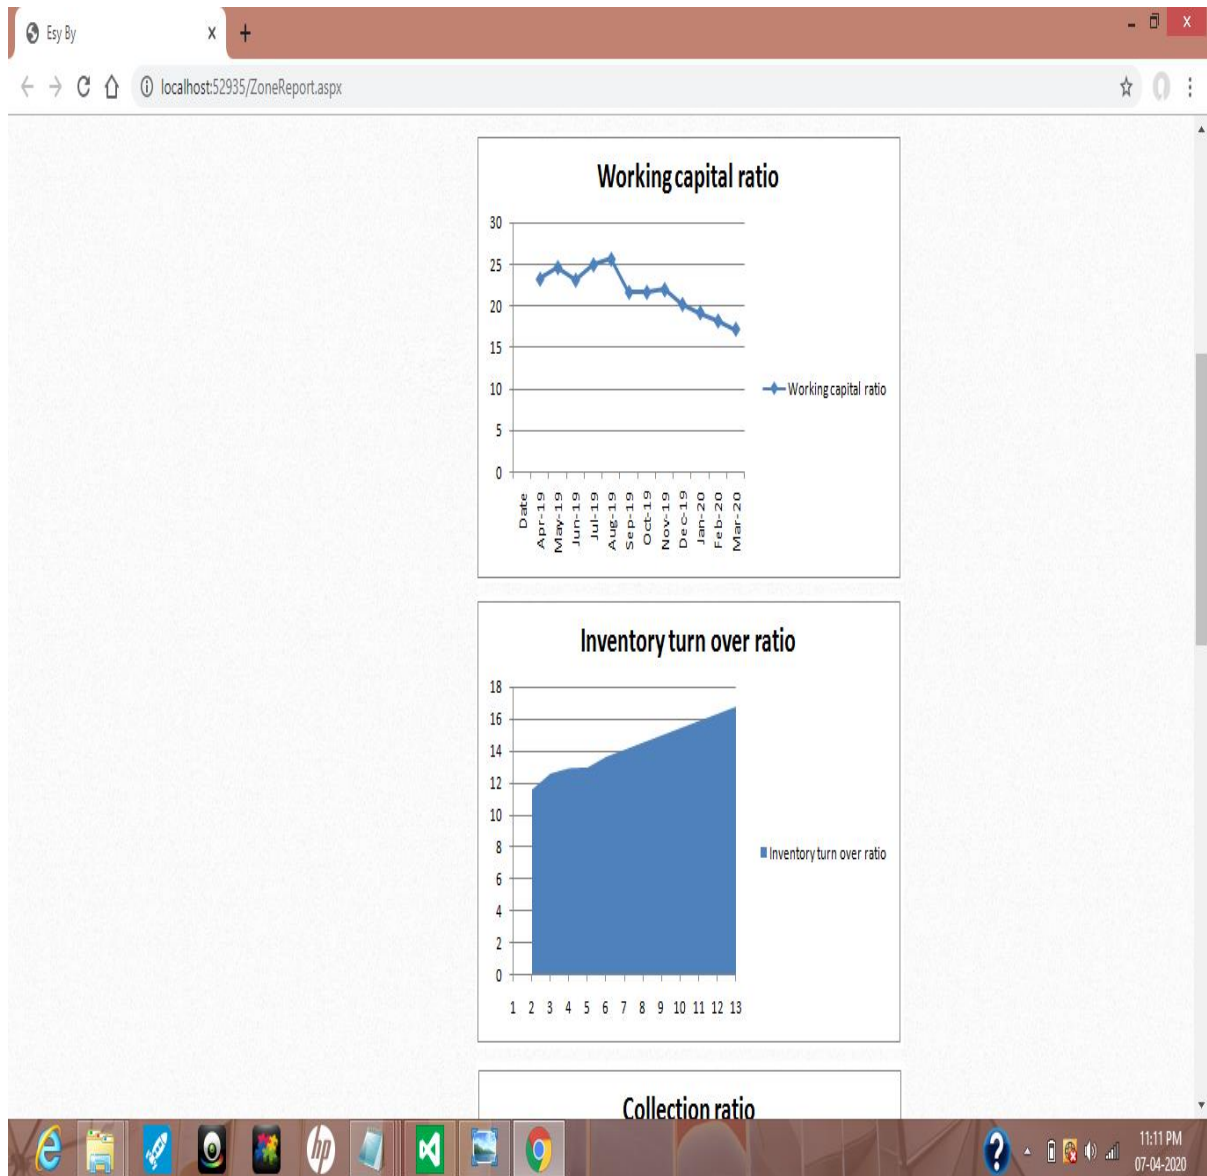 Esy By
localhost:52935/ZoneReport.aspx
Working capital ratio
30
25
20
15
10
5
0
Working capital ratio
Date
Apr-19
May-19
Jun-19
Jul-19
Aug-19
Sep-19
Oct-19
Nov-19
Dec-19
Jan-20
Feb-20
Mar-20
Inventory turn over ratio
18
16
14
12
10
8
6
4
2
0
Inventory turn over ratio
1 2 3 4 5 6 7 8 9 10 11 12 13
Collection ratio
hp
11:11 PM
07-04-2020